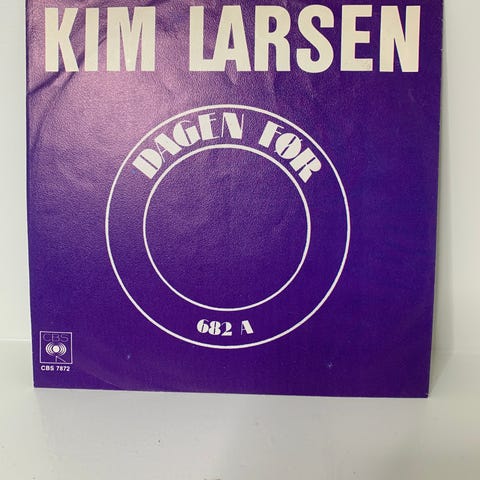 KIM LARSEN
DAGEN FØR
682 A
CBS
CBS 7872